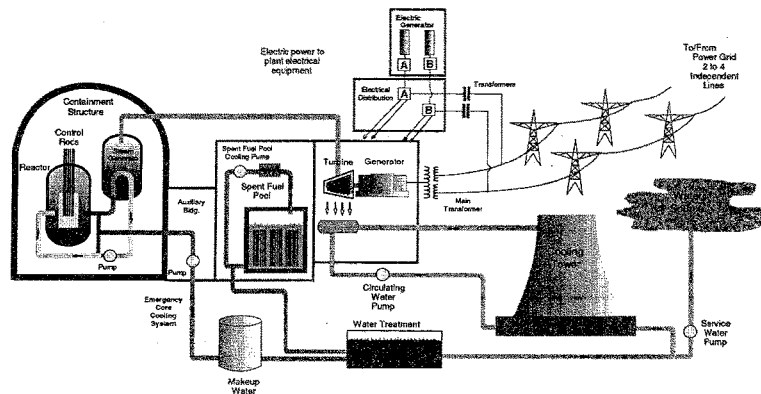 Electric
Generator
A
B
Electric power to
plant electrical
equipment
Electrical
Distribution
A
B
Transformers
To/From
Power Grid
2 to 4
Independent
Lines
Containment
Structure
Control
Rods
Reactor
Pump
Auxiliary
Bldg.
Pump
Spent Fuel Pool
Cooling Pump
Spent Fuel
Pool
Turbine
Generator
Main
Transformer
Circulating
Water
Pump
Emergency
Core
Cooling
System
Makeup
Water
Water Treatment
Service
Water
Pump